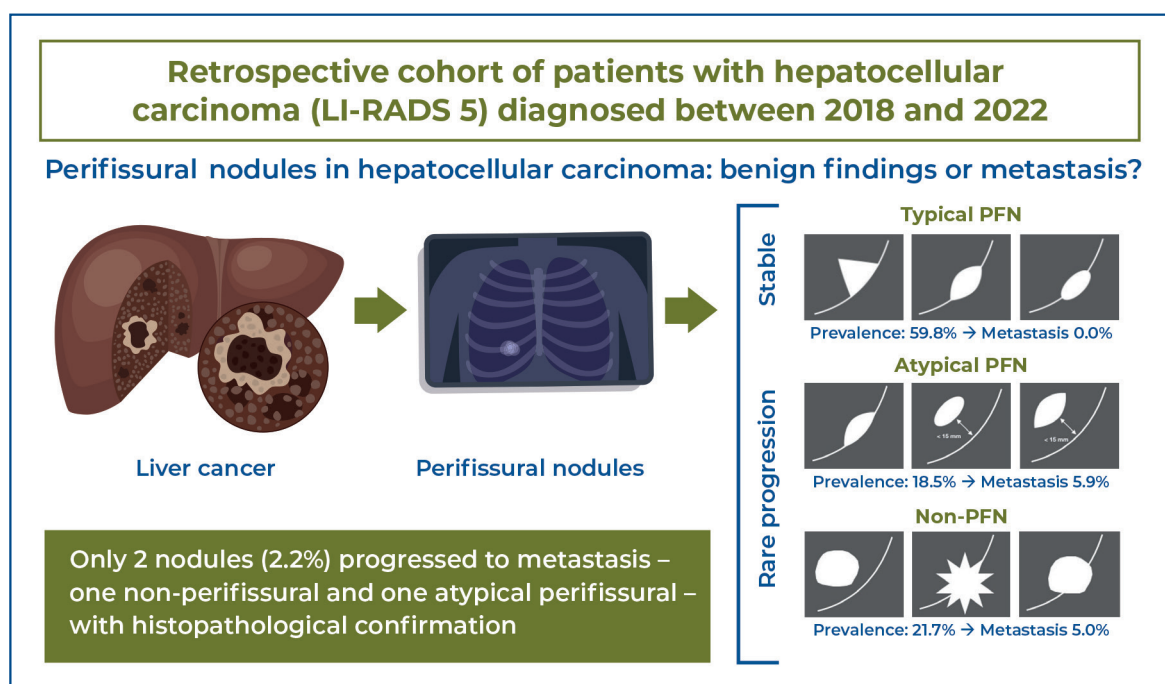 Retrospective cohort of patients with hepatocellular
carcinoma (LI-RADS 5) diagnosed between 2018 and 2022
Perifissural nodules in hepatocellular carcinoma: benign findings or metastasis?
Liver cancer
Perifissural nodules
Only 2 nodules (2.2%) progressed to metastasis –
one non-perifissural and one atypical perifissural –
with histopathological confirmation
Stable
Typical PFN
Prevalence: 59.8% → Metastasis 0.0%
Rare progression
Atypical PFN
< 15 mm
< 15 mm
Prevalence: 18.5% → Metastasis 5.9%
Non-PFN
Prevalence: 21.7% → Metastasis 5.0%